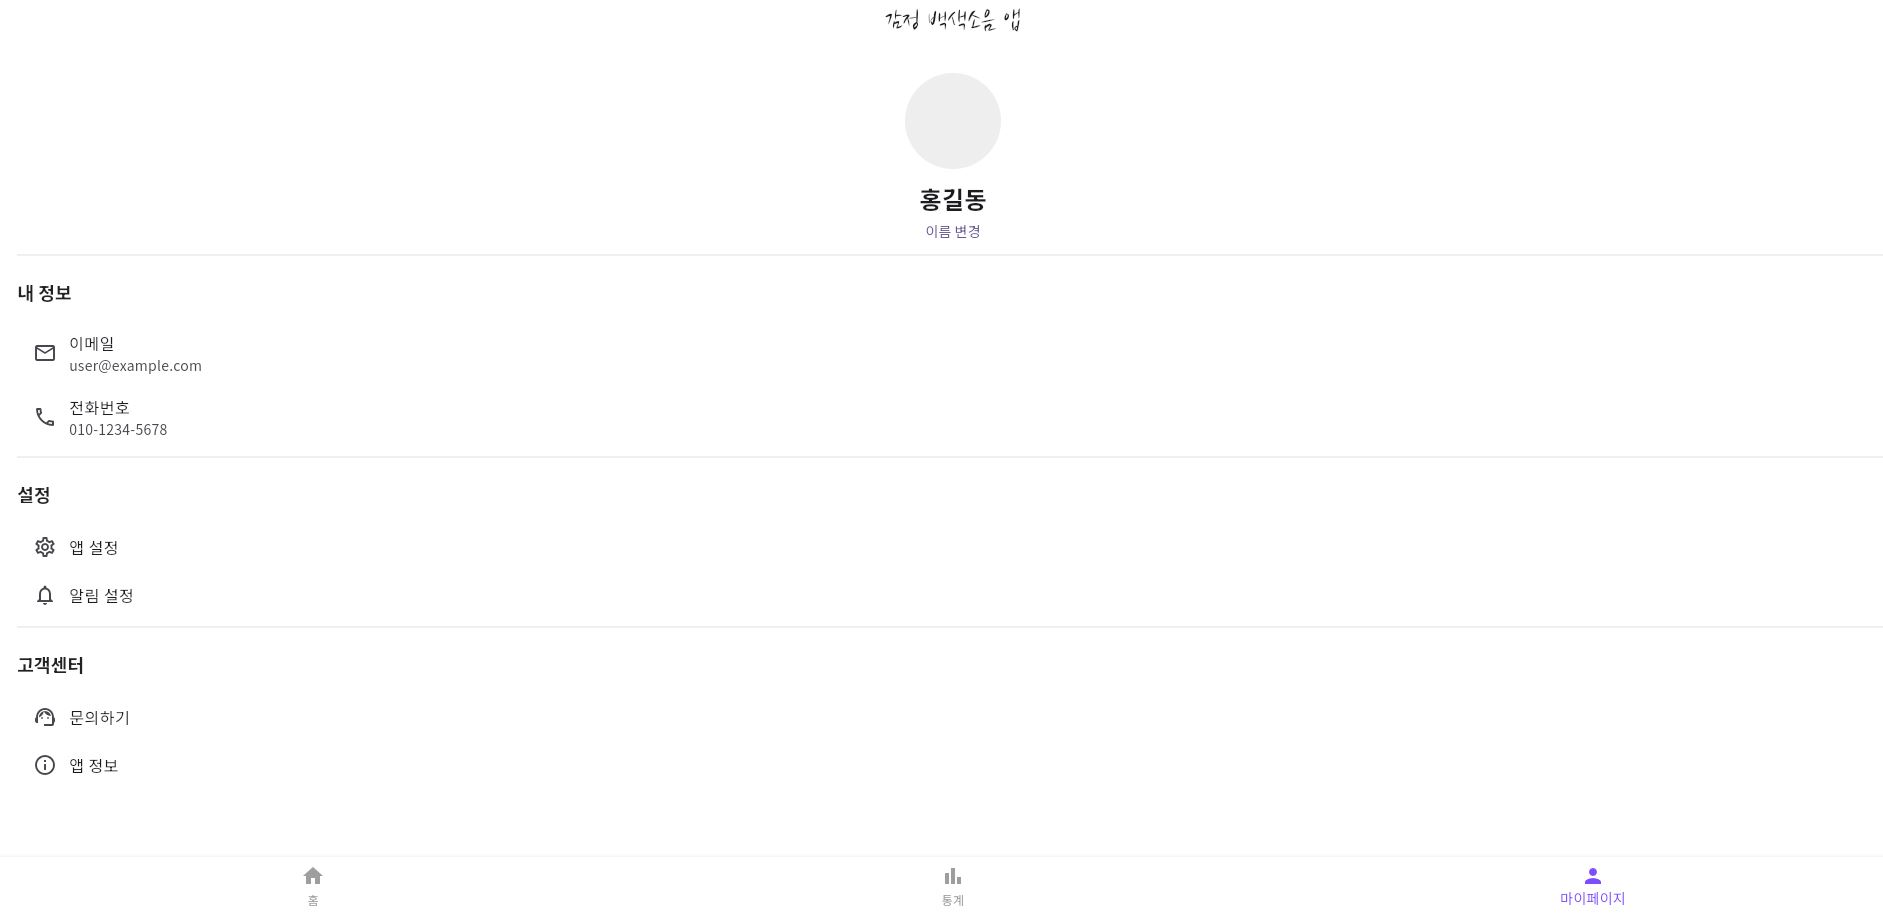 감정 백색소음 앱
홍길동
이름 변경
내 정보
이메일
user@example.com
전화번호
010-1234-5678
설정
앱 설정
알림 설정
고객센터
문의하기
앱 정보
홈
통계
마이페이지